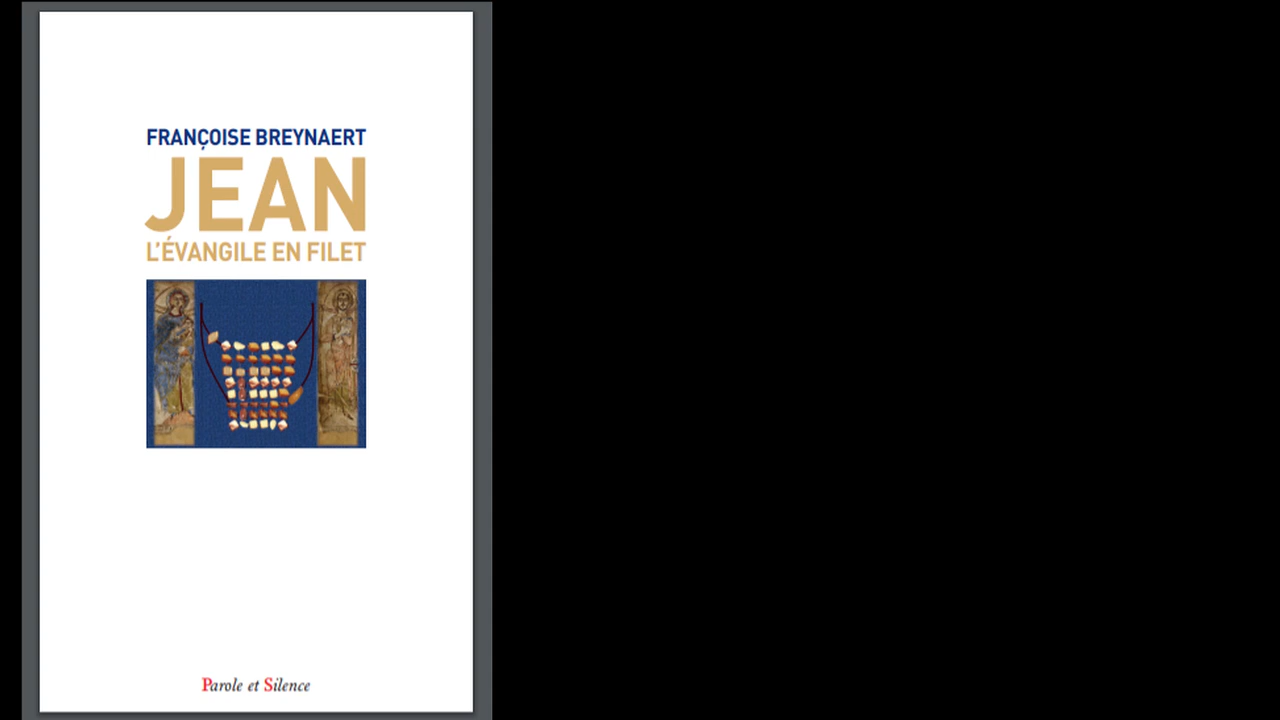 FRANÇOISE BREYNAERT
JEAN
L'ÉVANGILE EN FILET
Parole et Silence